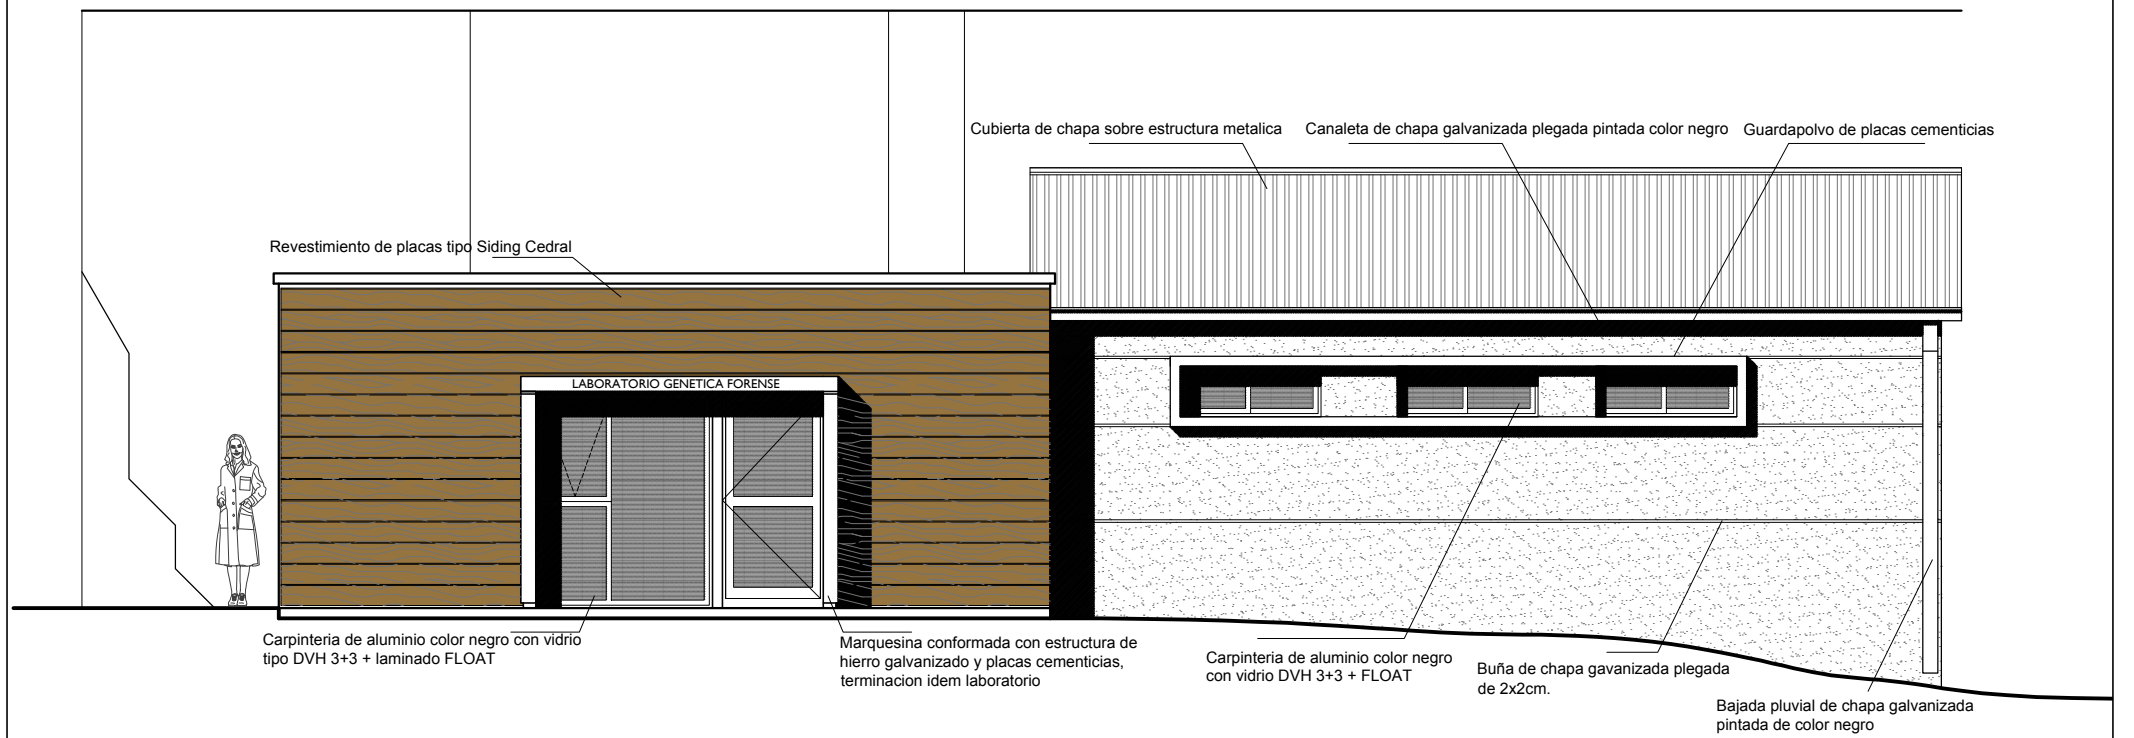 Cubierta de chapa sobre estructura metalica
Canaleta de chapa galvanizada plegada pintada color negro
Guardapolvo de placas cementicias
Revestimiento de placas tipo Siding Cedral
LABORATORIO GENETICA FORENSE
Carpinteria de aluminio color negro con vidrio
tipo DVH 3+3 + laminado FLOAT
Marquesina conformada con estructura de
hierro galvanizado y placas cementicias,
terminacion idem laboratorio
Carpinteria de aluminio color negro
con vidrio DVH 3+3 + FLOAT
Buña de chapa gavanizada plegada
de 2x2cm.
Bajada pluvial de chapa galvanizada
pintada de color negro